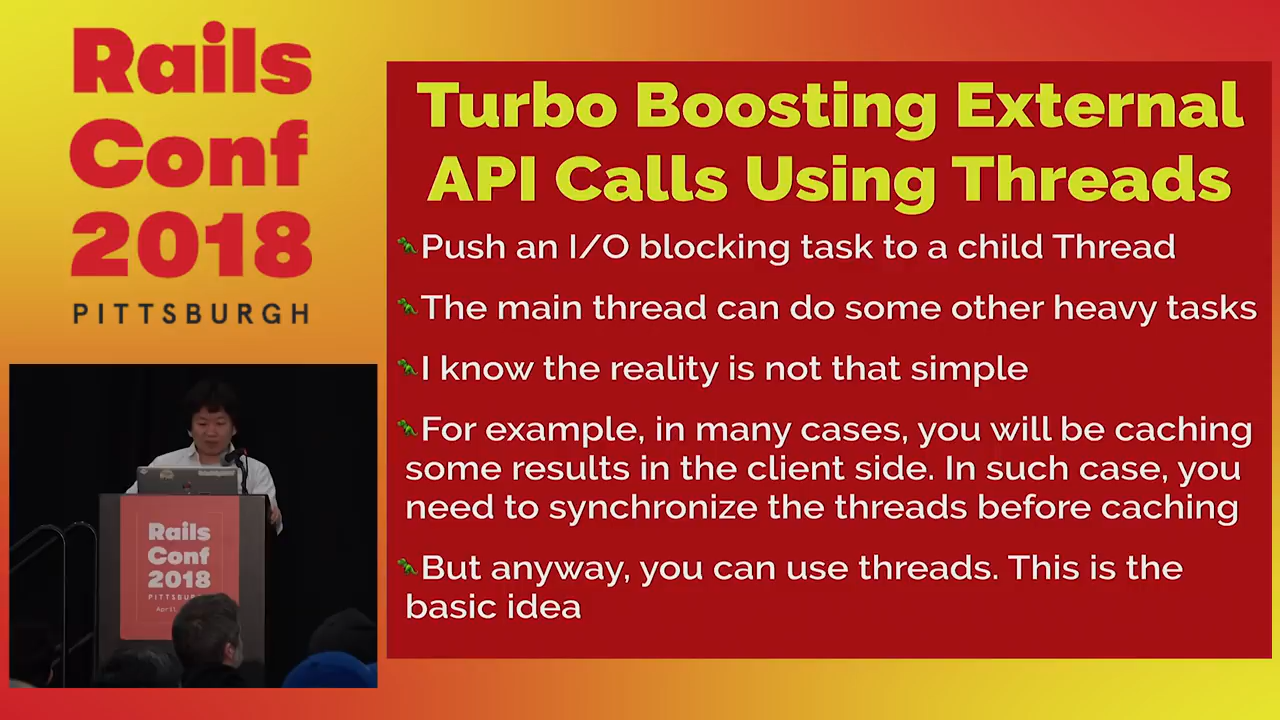 Rails
Conf
2018
PITTSBURGH
Turbo Boosting External
API Calls Using Threads
Push an I/O blocking task to a child Thread
The main thread can do some other heavy tasks
I know the reality is not that simple
For example, in many cases, you will be caching
some results in the client side. In such case, you
need to synchronize the threads before caching
But anyway, you can use threads. This is the
basic idea
Rails
Conf
2018